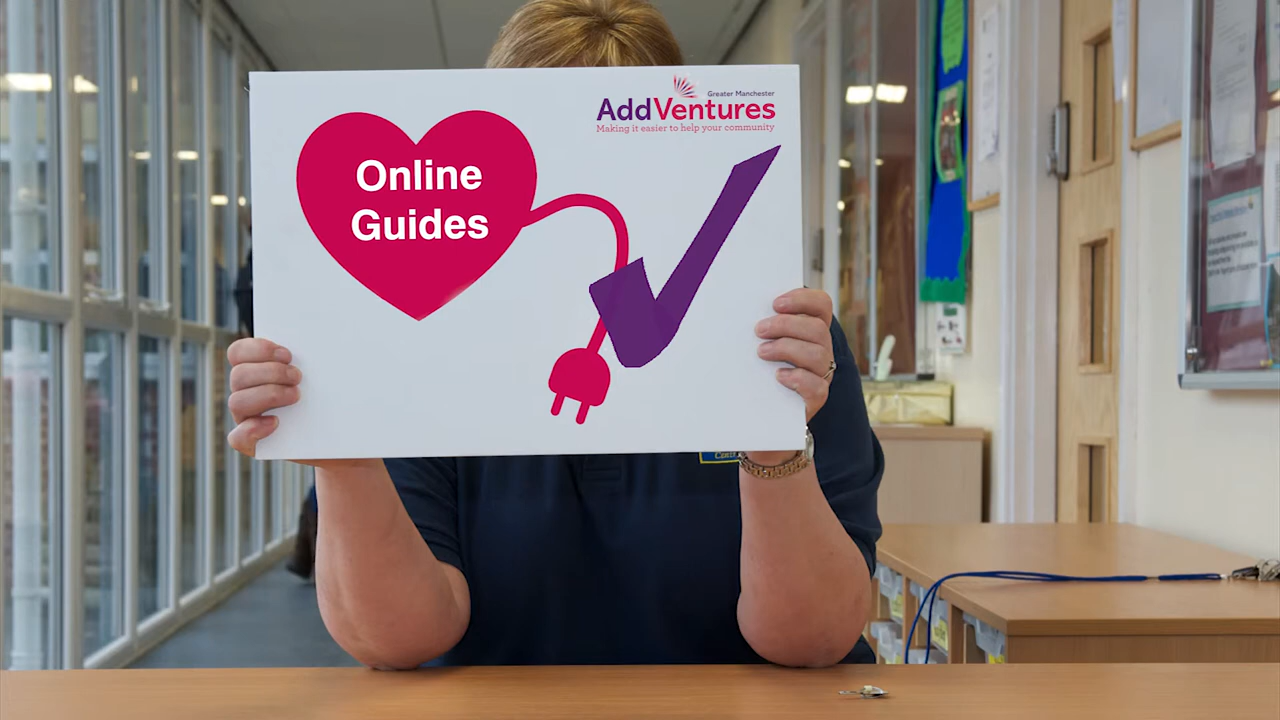 Online
Guides
Greater Manchester
AddVentures
Making it easier to help your community